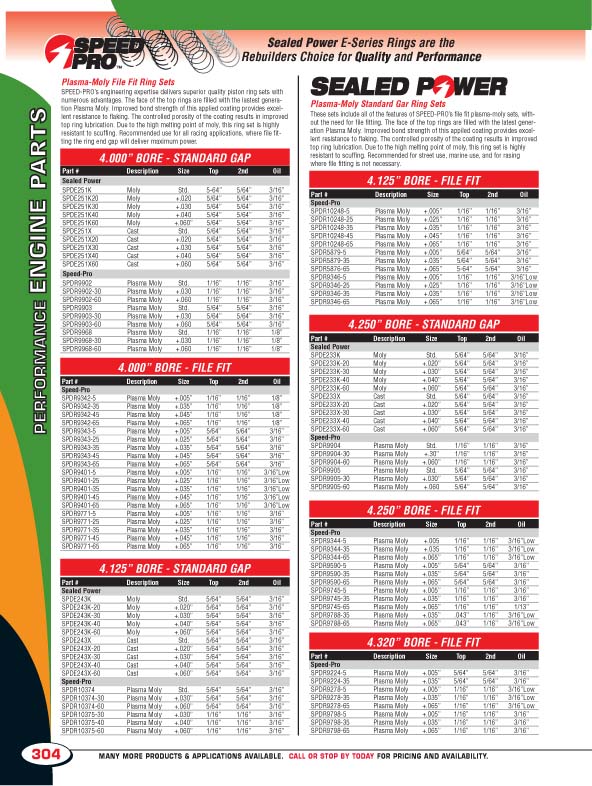 SPEED PRO™
Sealed Power E-Series Rings are the
Rebuilders Choice for Quality and Performance
PERFORMANCE ENGINE PARTS
Plasma-Moly File Fit Ring Sets
SPEED-PRO's engineering expertise delivers superior quality piston ring sets with
numerous advantages. The face of the top rings are filled with the lastest genera-
tion Plasma Moly. Improved bond strength of this applied coating provides excel-
lent resistance to flaking. The controlled porosity of the coating results in improved
top ring lubrication. Due to the high melting point of moly, this ring set is highly
resistant to scuffing. Recommended use for all racing applications, where file fit-
ting the ring end gap will deliver maximum power.
4.000” BORE - STANDARD GAP
Part # Description Size Top 2nd Oil
Sealed Power
SPDE251K Moly Std. 5-64” 5/64” 3/16”
SPDE251K20 Moly +.020 5/64” 5/64” 3/16”
SPDE251K30 Moly +.030 5/64” 5/64” 3/16”
SPDE251K40 Moly +.040 5/64” 5/64” 3/16”
SPDE251K60 Moly +.060” 5/64” 5/64” 3/16”
SPDE251X Cast Std. 5/64” 5/64” 3/16”
SPDE251X20 Cast +.020 5/64” 5/64” 3/16”
SPDE251X30 Cast +.030 5/64” 5/64” 3/16”
SPDE251X40 Cast +.040 5/64” 5/64” 3/16”
SPDE251X60 Cast +.060 5/64” 5/64” 3/16”
Speed-Pro
SPDR9902 Plasma Moly Std. 1/16” 1/16” 3/16”
SPDR9902-30 Plasma Moly +.030 1/16” 1/16” 3/16”
SPDR9902-60 Plasma Moly +.060 1/16” 1/16” 3/16”
SPDR9903 Plasma Moly Std. 5/64” 5/64” 3/16”
SPDR9903-30 Plasma Moly +.030 5/64” 5/64” 3/16”
SPDR9903-60 Plasma Moly +.060 5/64” 5/64” 3/16”
SPDR9968 Plasma Moly Std. 1/16” 1/16” 1/8”
SPDR9968-30 Plasma Moly +.030 1/16” 1/16” 1/8”
SPDR9968-60 Plasma Moly +.060 1/16” 1/16” 1/8”
4.000” BORE - FILE FIT
Part # Description Size Top 2nd Oil
Speed-Pro
SPDR9342-5 Plasma Moly +.005” 1/16” 1/16” 1/8”
SPDR9342-35 Plasma Moly +.035” 1/16” 1/16” 1/8”
SPDR9342-45 Plasma Moly +.045” 1/16” 1/16” 1/8”
SPDR9342-65 Plasma Moly +.065” 1/16” 1/16” 1/8”
SPDR9343-5 Plasma Moly +.005” 5/64” 5/64” 3/16”
SPDR9343-25 Plasma Moly +.025” 5/64” 5/64” 3/16”
SPDR9343-35 Plasma Moly +.035” 5/64” 5/64” 3/16”
SPDR9343-45 Plasma Moly +.045” 5/64” 5/64” 3/16”
SPDR9343-65 Plasma Moly +.065” 5/64” 5/64” 3/16”
SPDR9401-5 Plasma Moly +.005” 1/16” 1/16” 3/16”Low
SPDR9401-25 Plasma Moly +.025” 1/16” 1/16” 3/16”Low
SPDR9401-35 Plasma Moly +.035” 1/16” 1/16” 3/16”Low
SPDR9401-45 Plasma Moly +.045” 1/16” 1/16” 3/16”Low
SPDR9401-65 Plasma Moly +.065” 1/16” 1/16” 3/16”Low
SPDR9771-5 Plasma Moly +.005” 1/16” 1/16” 3/16”
SPDR9771-25 Plasma Moly +.025” 1/16” 1/16” 3/16”
SPDR9771-35 Plasma Moly +.035” 1/16” 1/16” 3/16”
SPDR9771-45 Plasma Moly +.045” 1/16” 1/16” 3/16”
SPDR9771-65 Plasma Moly +.065” 1/16” 1/16” 3/16”
4.125” BORE - STANDARD GAP
Part # Description Size Top 2nd Oil
Sealed Power
SPDE243K Moly Std. 5/64” 5/64” 3/16”
SPDE243K-20 Moly +.020” 5/64” 5/64” 3/16”
SPDE243K-30 Moly +.030” 5/64” 5/64” 3/16”
SPDE243K-40 Moly +.040” 5/64” 5/64” 3/16”
SPDE243K-60 Moly +.060” 5/64” 5/64” 3/16”
SPDE243X Cast Std. 5/64” 5/64” 3/16”
SPDE243X-20 Cast +.020” 5/64” 5/64” 3/16”
SPDE243X-30 Cast +.030” 5/64” 5/64” 3/16”
SPDE243X-40 Cast +.040” 5/64” 5/64” 3/16”
SPDE243X-60 Cast +.060” 5/64” 5/64” 3/16”
Speed-Pro
SPDR10374 Plasma Moly Std. 5/64” 5/64” 3/16”
SPDR10374-30 Plasma Moly +.030” 5/64” 5/64” 3/16”
SPDR10374-60 Plasma Moly +.060” 5/64” 5/64” 3/16”
SPDR10375-30 Plasma Moly +.030” 1/16” 1/16” 3/16”
SPDR10375-40 Plasma Moly +.040” 1/16” 1/16” 3/16”
SPDR10375-60 Plasma Moly +.060” 1/16” 1/16” 3/16”
SEALED POWER
Plasma-Moly Standard Gar Ring Sets
These sets include all of the features of SPEED-PRO's file fit plasma-moly sets, with-
out the need for file fitting. The face of the top rings are filled with the latest gener-
ation Plasma Moly. Improved bond strength of this applied coating provides excel-
lent resistance to flaking. The controlled porosity of the coating results in improved
top ring lubrication. Due to the high melting point of moly, this ring set is highly
resistant to scuffing. Recommended for street use, marine use, and for rasing
where file fitting is not necessary.
4.125” BORE - FILE FIT
Part # Description Size Top 2nd Oil
Speed-Pro
SPDR10248-5 Plasma Moly +.005” 1/16” 1/16” 3/16”
SPDR10248-25 Plasma Moly +.025” 1/16” 1/16” 3/16”
SPDR10248-35 Plasma Moly +.035” 1/16” 1/16” 3/16”
SPDR10248-45 Plasma Moly +.045” 1/16” 1/16” 3/16”
SPDR10248-65 Plasma Moly +.065” 1/16” 1/16” 3/16”
SPDR5879-5 Plasma Moly +.005” 5/64” 5/64” 3/16”
SPDR5879-35 Plasma Moly +.035” 5/64” 5/64” 3/16”
SPDR5876-65 Plasma Moly +.065” 5-64” 5/64” 3/16”
SPDR9346-5 Plasma Moly +.005” 1/16” 1/16” 3/16”Low
SPDR9346-25 Plasma Moly +.025” 1/16” 1/16” 3/16”Low
SPDR9346-35 Plasma Moly +.035” 1/16” 1/16” 3/16”Low
SPDR9346-65 Plasma Moly +.065” 1/16” 1/16” 3/16”Low
4.250” BORE - STANDARD GAP
Part # Description Size Top 2nd Oil
Sealed Power
SPDE233K Moly Std. 5/64” 5/64” 3/16”
SPDE233K-20 Moly +.020” 5/64” 5/64” 3/16”
SPDE233K-30 Moly +.030” 5/64” 5/64” 3/16”
SPDE233K-40 Moly +.040” 5/64” 5/64” 3/16”
SPDE233K-60 Moly +.060” 5/64” 5/64” 3/16”
SPDE233X Cast Std. 5/64” 5/64” 3/16”
SPDE233X-20 Cast +.020” 5/64” 5/64” 3/16”
SPDE233X-30 Cast +.030” 5/64” 5/64” 3/16”
SPDE233X-40 Cast +.040” 5/64” 5/64” 3/16”
SPDE233X-60 Cast +.060” 5/64” 5/64” 3/16”
Speed-Pro
SPDR9904 Plasma Moly Std. 1/16” 1/16” 3/16”
SPDR9904-30 Plasma Moly +.30” 1/16” 1/16” 3/16”
SPDR9904-60 Plasma Moly +.060” 1/16” 1/16” 3/16”
SPDR9905 Plasma Moly Std. 5/64” 5/64” 3/16”
SPDR9905-30 Plasma Moly +.030” 5/64” 5/64” 3/16”
SPDR9905-60 Plasma Moly +.060 5/64” 5/64” 3/16”
4.250” BORE - FILE FIT
Part # Description Size Top 2nd Oil
Speed-Pro
SPDR9344-5 Plasma Moly +.005 1/16” 1/16” 3/16”Low
SPDR9344-35 Plasma Moly +.035 1/16” 1/16” 3/16”Low
SPDR9344-65 Plasma Moly +.065” 1/16” 1/16” 3/16”Low
SPDR9590-5 Plasma Moly +.005” 5/64” 5/64” 3/16”
SPDR9590-35 Plasma Moly +.035” 5/64” 5/64” 3/16”
SPDR9590-65 Plasma Moly +.065” 5/64” 5/64” 3/16”
SPDR9745-5 Plasma Moly +.005” 1/16” 1/16” 3/16”
SPDR9745-35 Plasma Moly +.035” 1/16” 1/16” 3/16”
SPDR9745-65 Plasma Moly +.065” 1/16” 1/16” 1/13”
SPDR9788-35 Plasma Moly +.035” .043” 1/16” 3/16”Low
SPDR9788-65 Plasma Moly +.065” .043” 1/16” 3/16”Low
4.320” BORE - FILE FIT
Part # Description Size Top 2nd Oil
Speed-Pro
SPDR9224-5 Plasma Moly +.005” 5/64” 5/64” 3/16”
SPDR9224-35 Plasma Moly +.035” 5/64” 5/64” 3/16”
SPDR9278-5 Plasma Moly +.005” 1/16” 1/16” 3/16”Low
SPDR9278-35 Plasma Moly +.035” 1/16” 1/16” 3/16”Low
SPDR9278-65 Plasma Moly +.065” 1/16” 1/16” 3/16”Low
SPDR9798-5 Plasma Moly +.005” 1/16” 1/16” 3/16”
SPDR9798-35 Plasma Moly +.035” 1/16” 1/16” 3/16”
SPDR9798-65 Plasma Moly +.065” 1/16” 1/16” 3/16”
304
MANY MORE PRODUCTS & APPLICATIONS AVAILABLE. CALL OR STOP BY TODAY FOR PRICING AND AVAILABILITY.